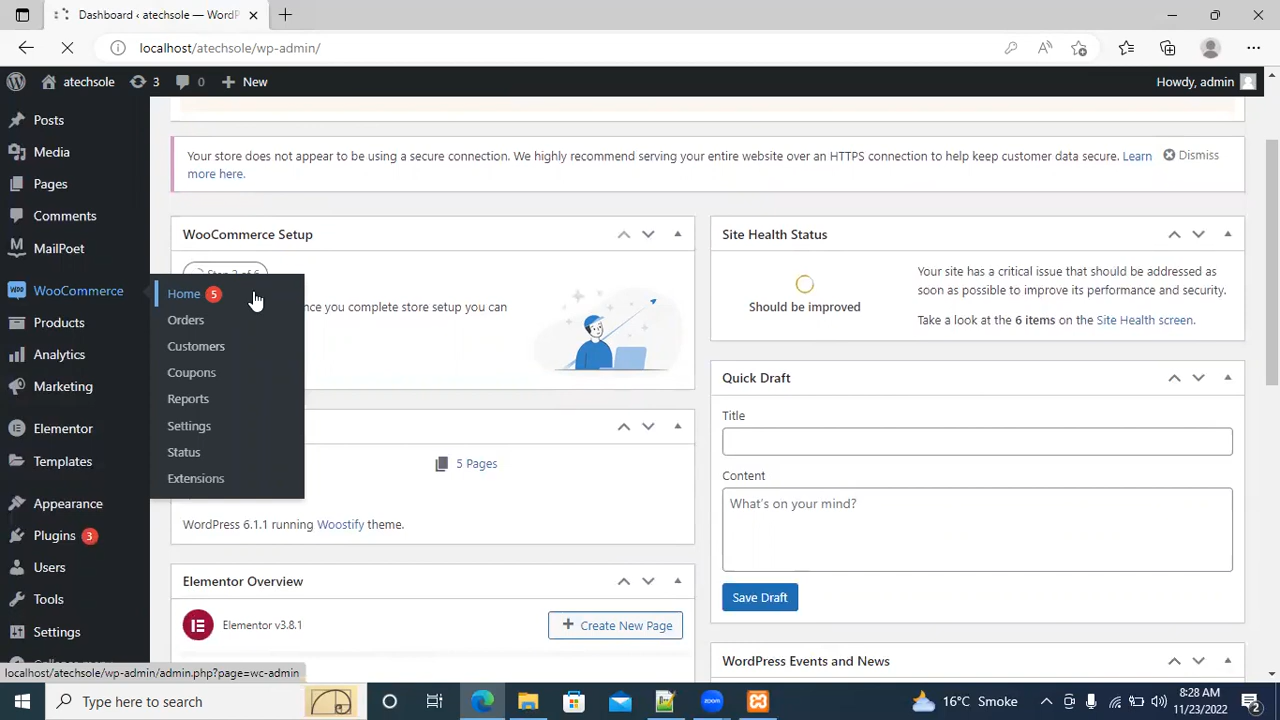 Dashboard ‹ atechsole — WordP
localhost/atechsole/wp-admin/
atechsole
3
0
New
Howdy, admin
Posts
Media
Pages
Comments
MailPoet
WooCommerce
Products
Analytics
Marketing
Elementor
Templates
Appearance
Plugins 3
Users
Tools
Settings
Home 5
Orders
Customers
Coupons
Reports
Settings
Status
Extensions
Your store does not appear to be using a secure connection. We highly recommend serving your entire website over an HTTPS connection to help keep customer data secure. Learn
more here.
Dismiss
WooCommerce Setup
Step 2 of 6
nce you complete store setup you can
5 Pages
WordPress 6.1.1 running Woostify theme.
Elementor Overview
Elementor v3.8.1
Create New Page
Site Health Status
Should be improved
Your site has a critical issue that should be addressed as
soon as possible to improve its performance and security.
Take a look at the 6 items on the Site Health screen.
Quick Draft
Title
Content
What's on your mind?
Save Draft
WordPress Events and News
localhost/atechsole/wp-admin/admin.php?page=wc-admin
Type here to search
zoom
16°C Smoke
8:28 AM
11/23/2022
2